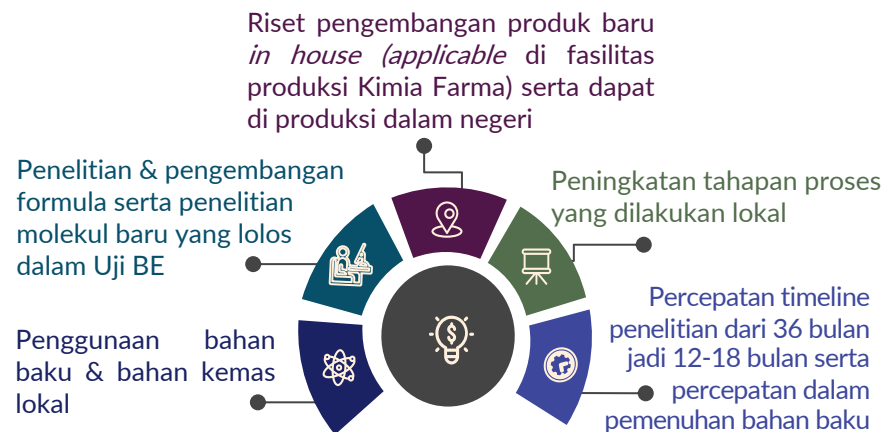 Riset pengembangan produk baru
in house (applicable di fasilitas
produksi Kimia Farma) serta dapat
di produksi dalam negeri
Penelitian & pengembangan
formula serta penelitian
molekul baru yang lolos
dalam Uji BE
Peningkatan tahapan proses
yang dilakukan lokal
Penggunaan bahan
baku & bahan kemas
lokal
Percepatan timeline
penelitian dari 36 bulan
jadi 12-18 bulan serta
percepatan dalam
pemenuhan bahan baku
$